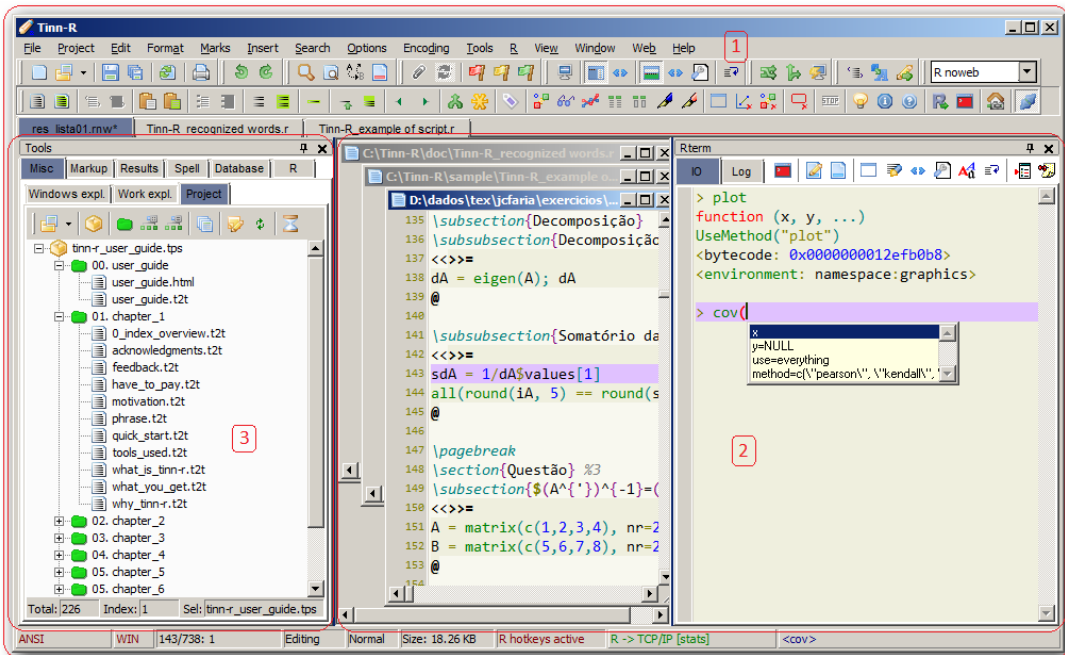 Tinn-R
File Project Edit Format Marks Insert Search Options Encoding Tools R View Window Web Help
1
R noweb
STOP
res_lista01.rnw* Tinn-R_recognized words.r Tinn-R_example of script.r
Tools
Misc Markup Results Spell Database R
Windows expl. Work expl. Project
tinn-r_user_guide.tps
00. user_guide
user_guide.html
user_guide.t2t
01. chapter_1
0_index_overview.t2t
acknowledgments.t2t
feedback.t2t
have_to_pay.t2t
motivation.t2t
phrase.t2t
quick_start.t2t
tools_used.t2t
what_is_tinn-r.t2t
what_you_get.t2t
why_tinn-r.t2t
02. chapter_2
03. chapter_3
04. chapter_4
05. chapter_5
05. chapter_6
3
Total: 226 Index: 1 Sel: tinn-r_user_guide.tps
C:\Tinn-R\doc\Tinn-R_recognized words.r
C:\Tinn-R\sample\Tinn-R_example o...
D:\dados\tex\jcfaria\exercicios\...
135 \subsection{Decomposição}
136 \subsubsection{Decomposiçã
137 <<>>=
138 dA = eigen(A); dA
139 @
140
141 \subsubsection{Somatório da
142 <<>>=
143 sdA = 1/dA$values[1]
144 all(round(iA, 5) == round(s
145 @
146
147 \pagebreak
148 \section{Questão} %3
149 \subsection{$(A^{'})^{-1}=(
150 <<>>=
151 A = matrix(c(1,2,3,4), nr=2
152 B = matrix(c(5,6,7,8), nr=2
153 @
154
Rterm
IO Log
> plot
function (x, y, ...)
UseMethod("plot")
<bytecode: 0x0000000012efb0b8>
<environment: namespace:graphics>
> cov(
x
y=NULL
use=everything
method=c(\"pearson\", \"kendall\", 
2
ANSI WIN 143/738: 1 Editing Normal Size: 18.26 KB R hotkeys active R -> TCP/IP [stats] <cov>